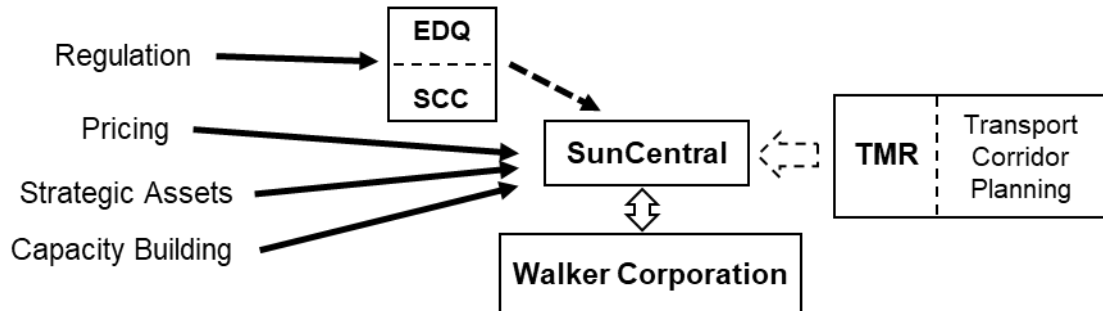 Regulation
EDQ
SCC
Pricing
Strategic Assets
Capacity Building
SunCentral
TMR
Transport
Corridor
Planning
Walker Corporation